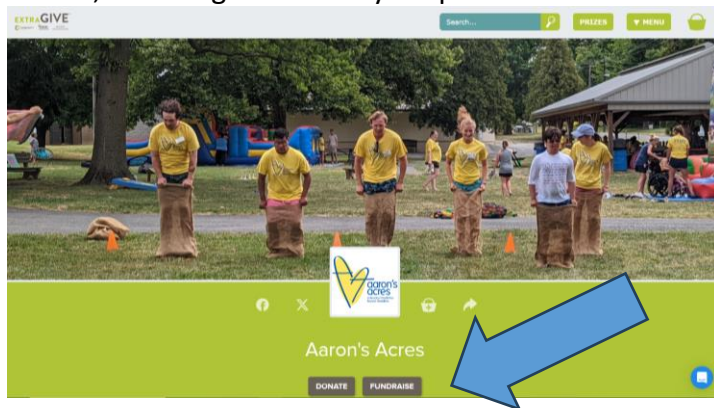 EXTRAGIVE
Search...
PRIZES
▼ MENU
aaron's
acres
Aaron's Acres
DONATE
FUNDRAISE